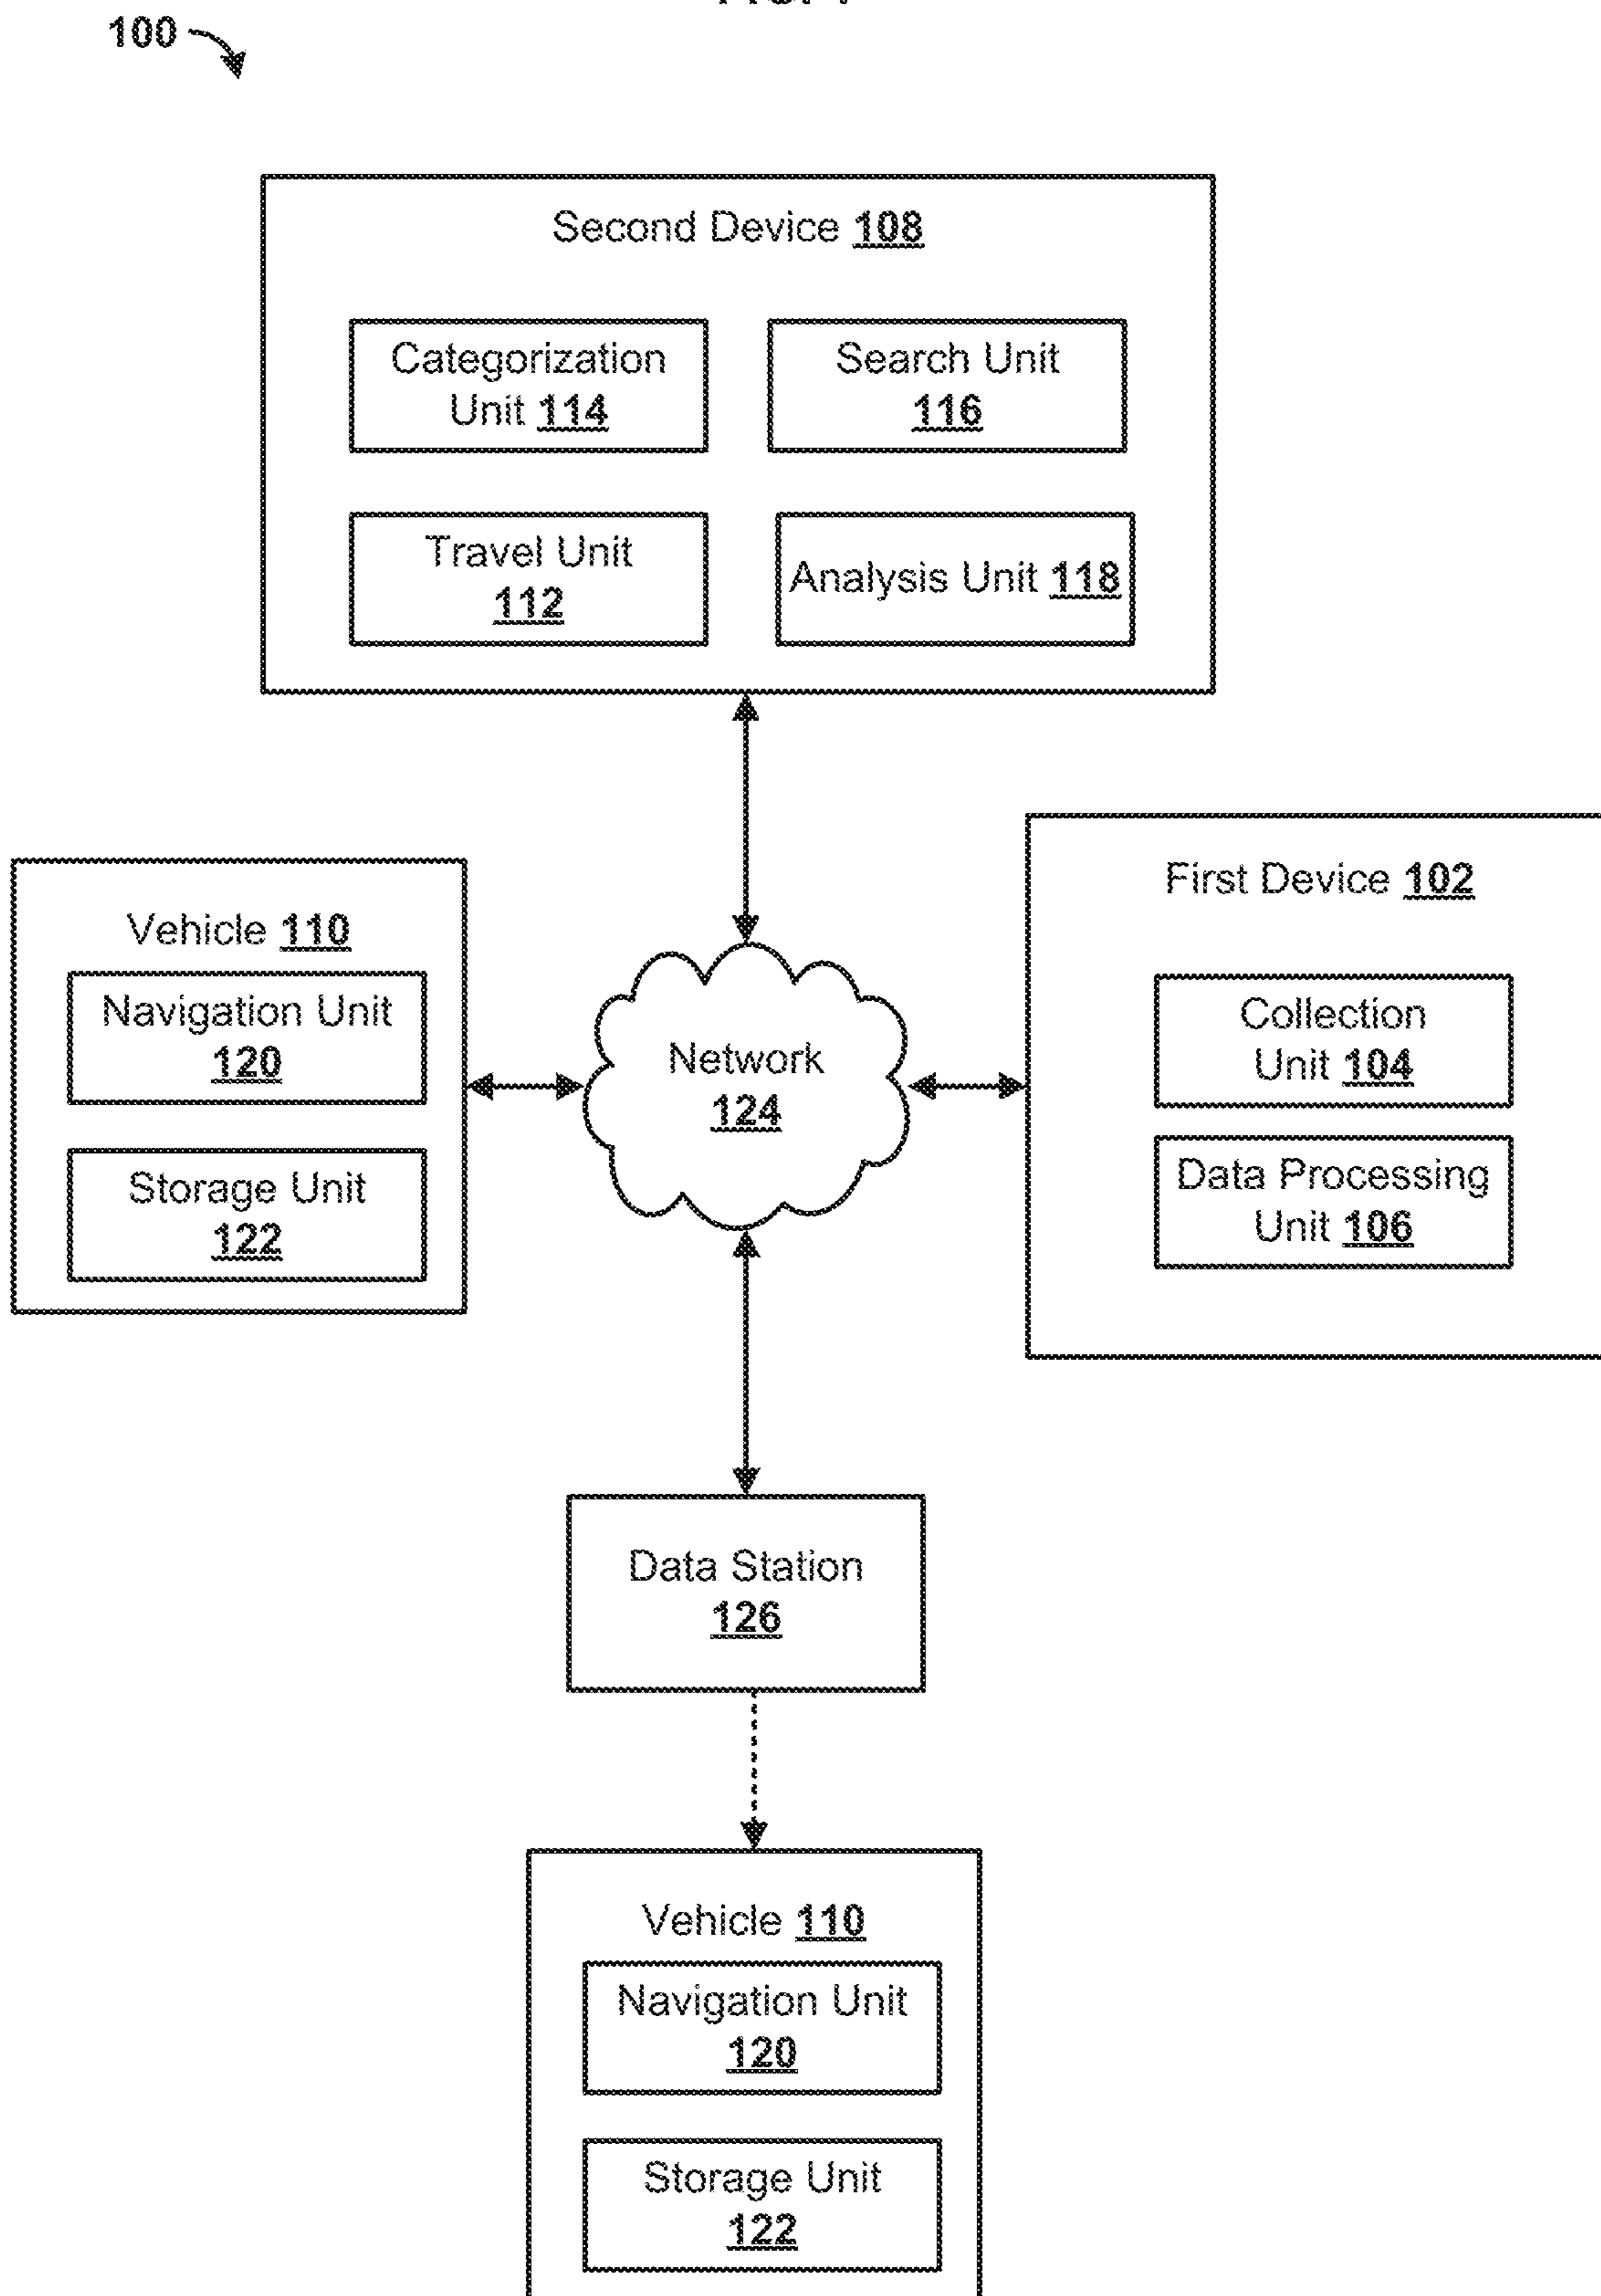 100
Second Device 108
Categorization
Unit 114
Search Unit
116
Travel Unit
112
Analysis Unit 118
Vehicle 110
Navigation Unit
120
Storage Unit
122
Network
124
First Device 102
Collection
Unit 104
Data Processing
Unit 106
Data Station
126
Vehicle 110
Navigation Unit
120
Storage Unit
122